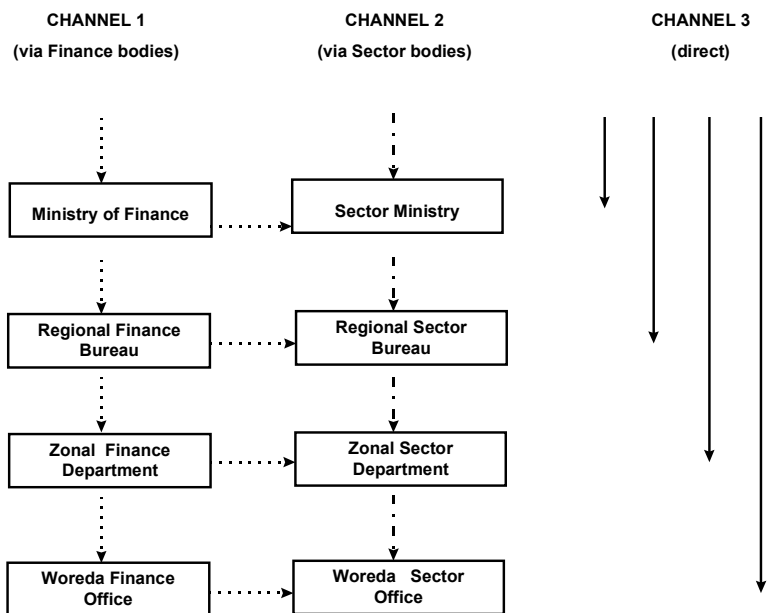 CHANNEL 1
(via Finance bodies)
CHANNEL 2
(via Sector bodies)
CHANNEL 3
(direct)
Ministry of Finance
Sector Ministry
Regional Finance
Bureau
Regional Sector
Bureau
Zonal Finance
Department
Zonal Sector
Department
Woreda Finance
Office
Woreda Sector
Office